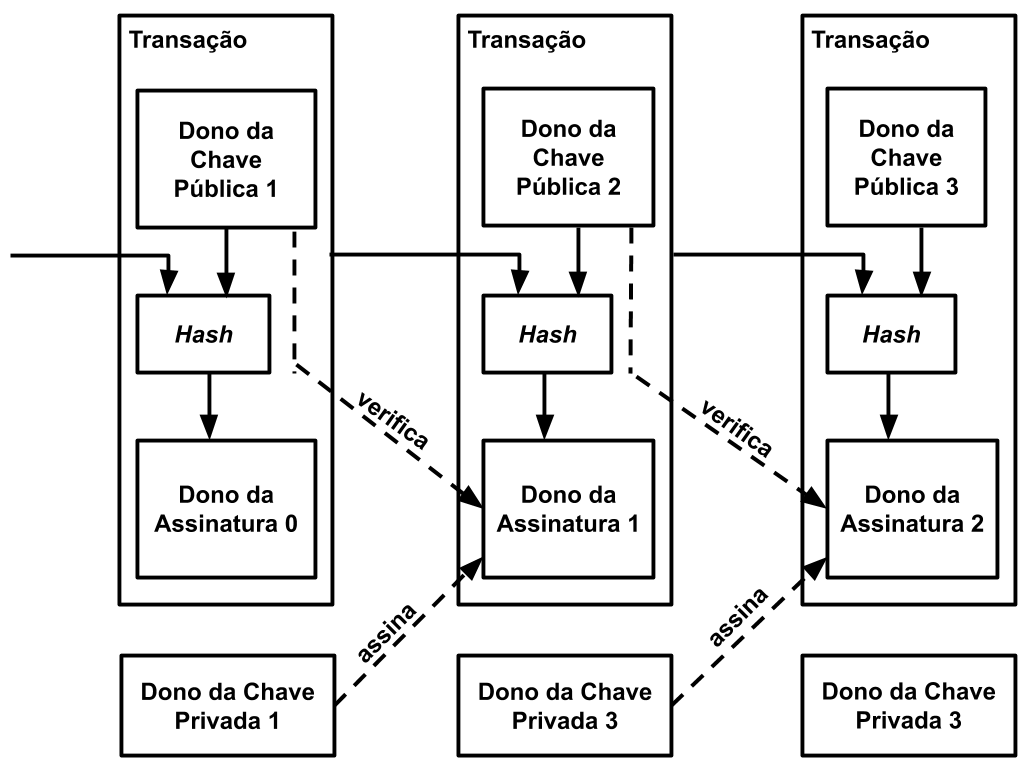 Transação
Dono da
Chave
Pública 1
Hash
verifica
Dono da
Assinatura 0
assina
Dono da Chave
Privada 1
Transação
Dono da
Chave
Pública 2
Hash
verifica
Dono da
Assinatura 1
assina
Dono da Chave
Privada 3
Transação
Dono da
Chave
Pública 3
Hash
Dono da
Assinatura 2
Dono da Chave
Privada 3